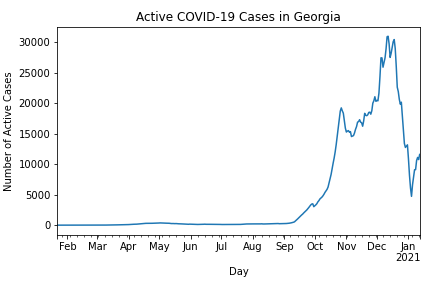 Active COVID-19 Cases in Georgia
Number of Active Cases
30000
25000
20000
15000
10000
5000
0
Feb Mar Apr May Jun Jul Aug Sep Oct Nov Dec Jan
2021
Day